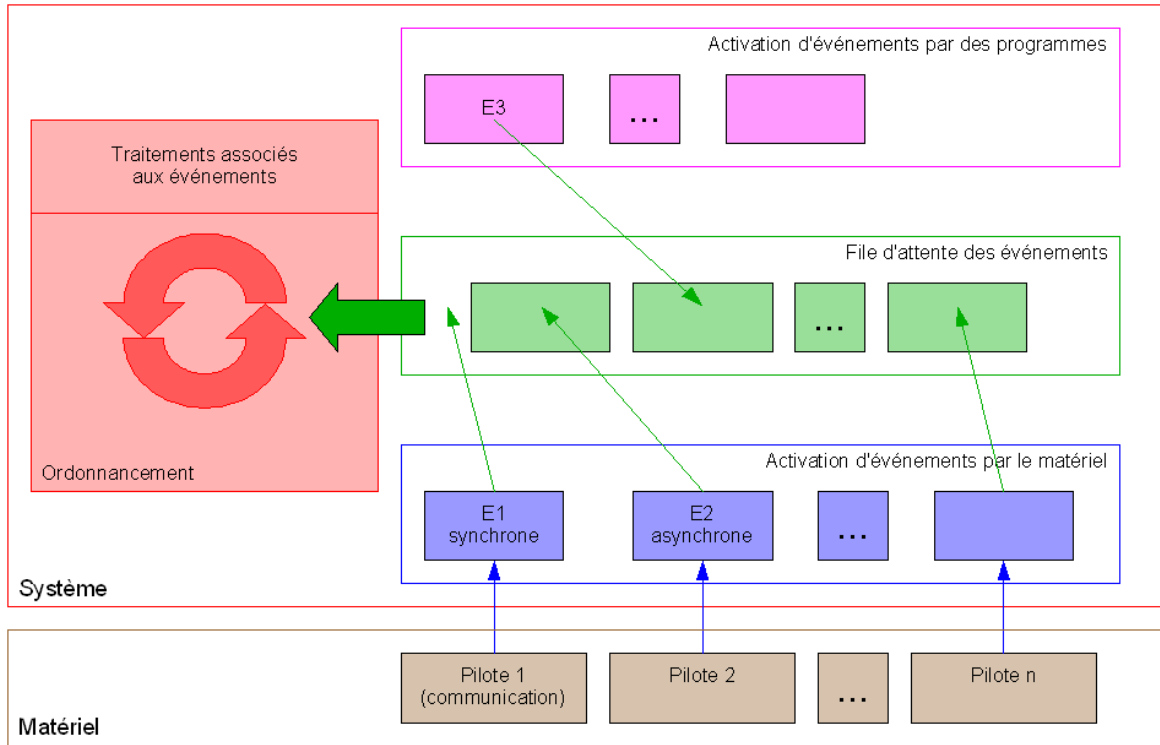 Activation d'événements par des programmes
E3
...
Traitements associés
aux événements
File d'attente des événements
...
Ordonnancement
Activation d'événements par le matériel
E1
synchrone
E2
asynchrone
...
Système
Pilote 1
(communication)
Pilote 2
...
Pilote n
Matériel